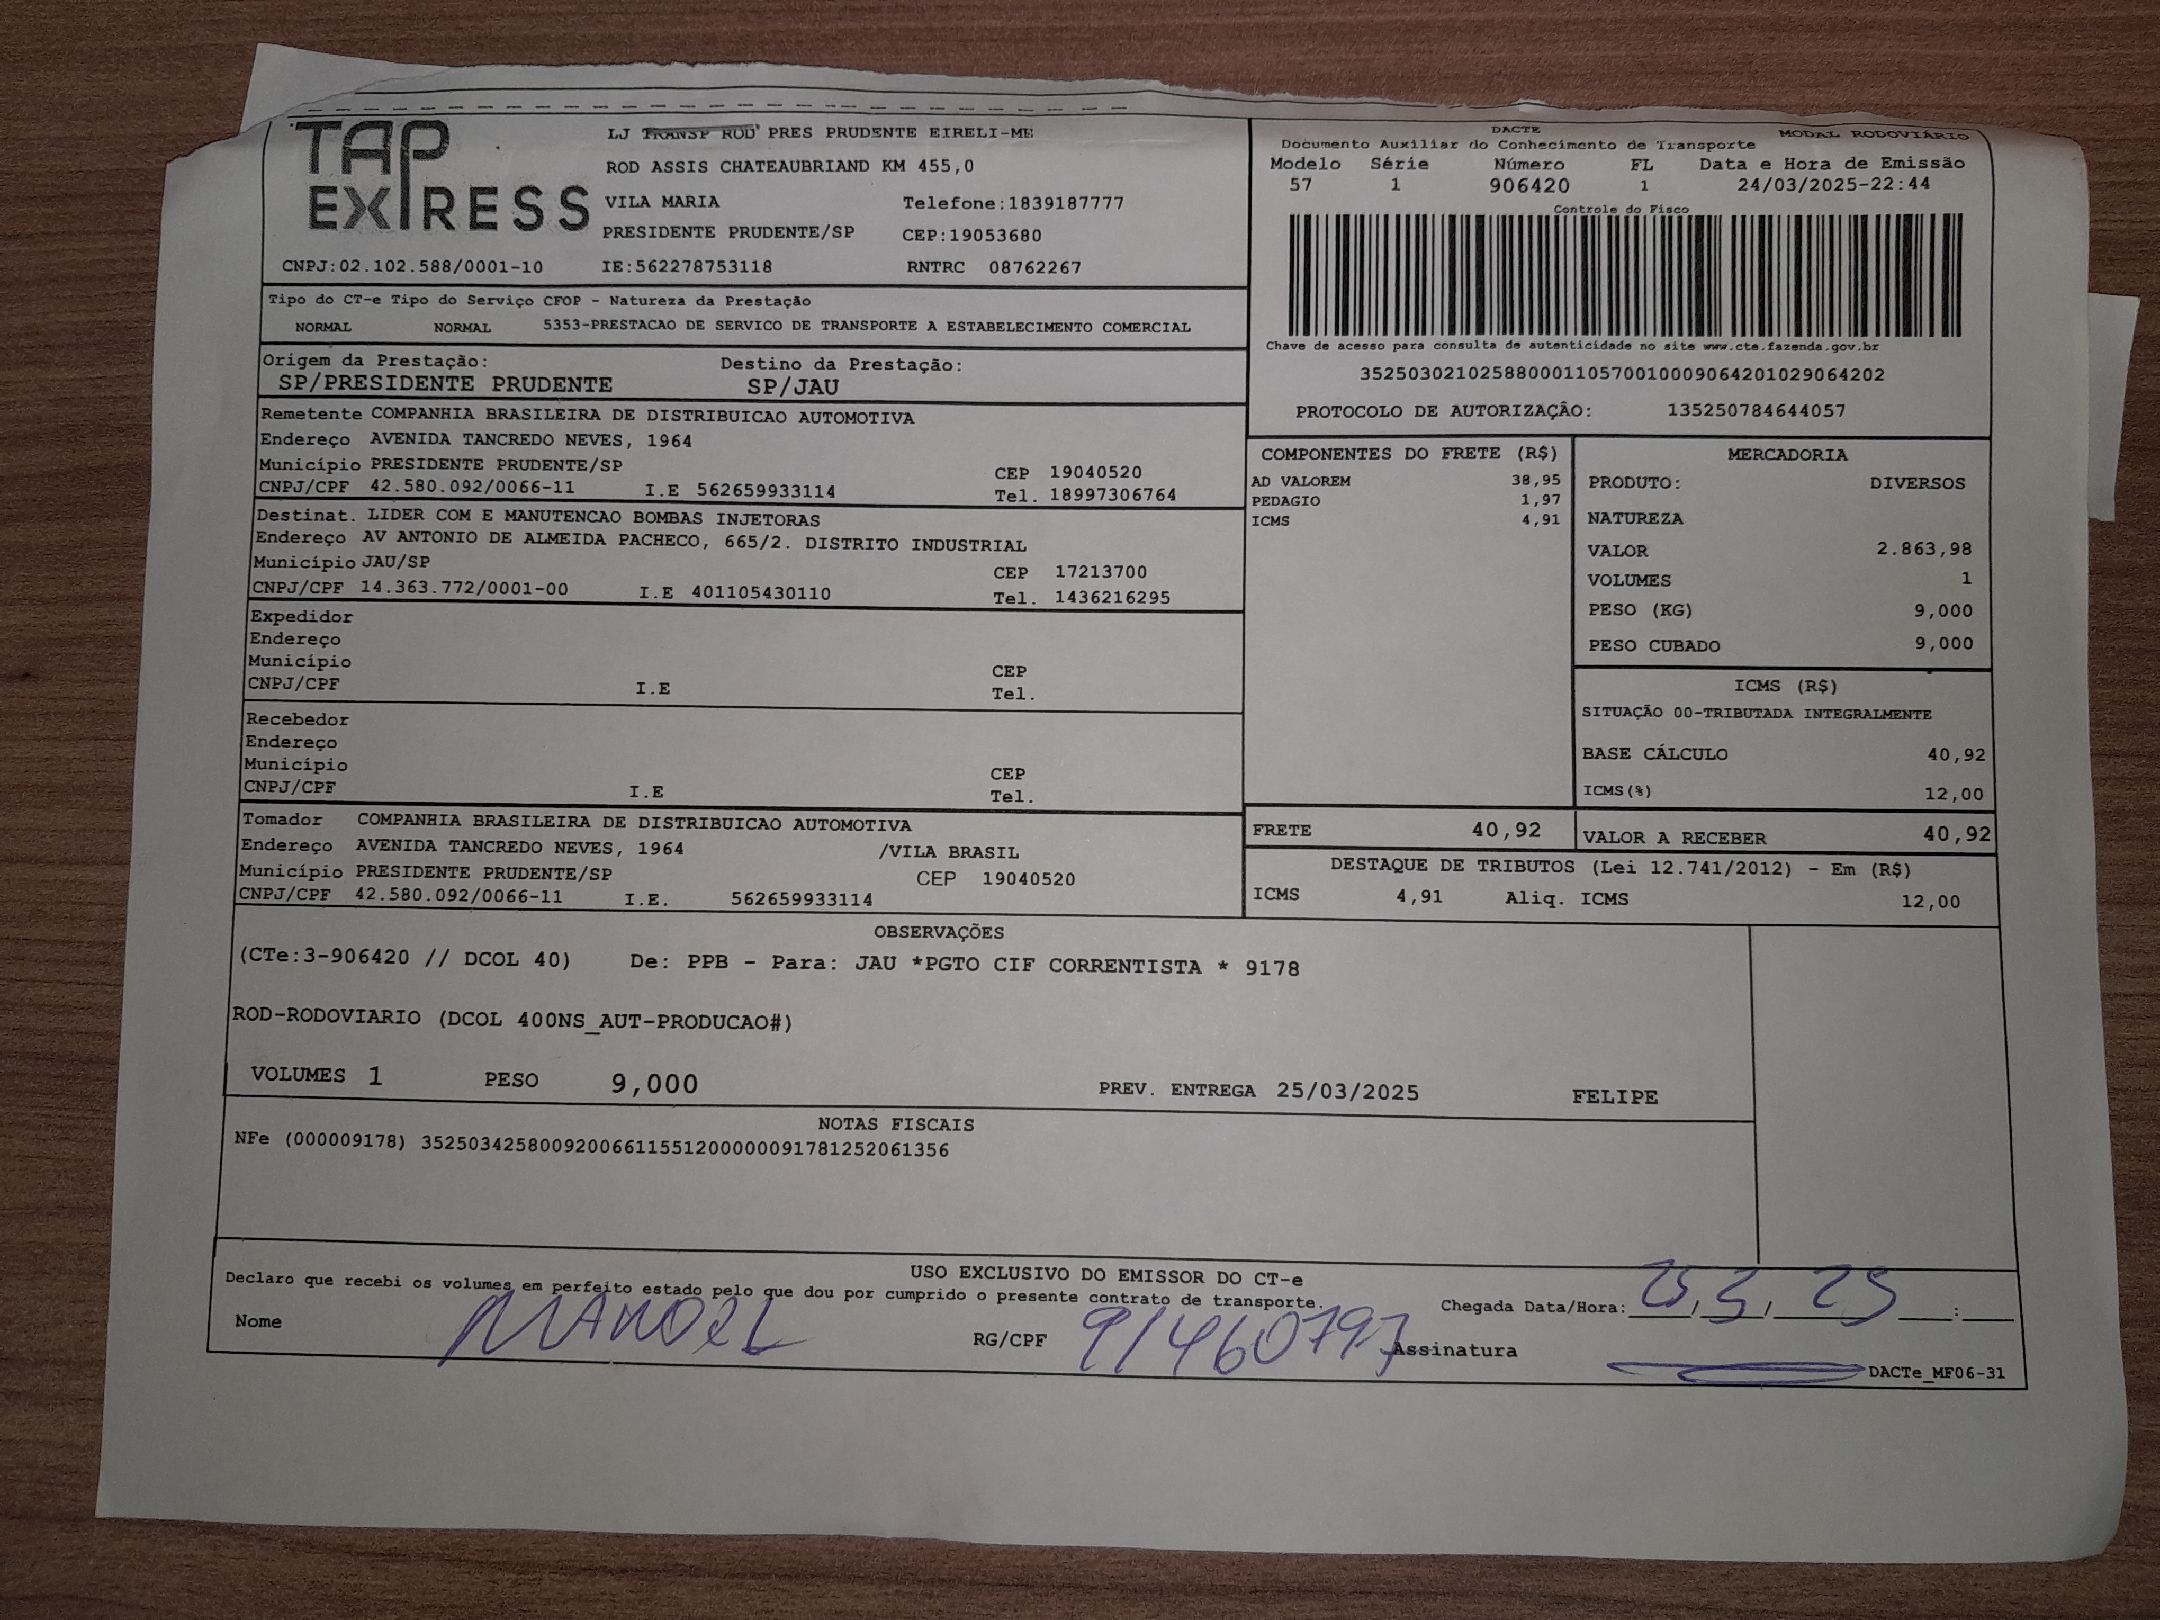 TAP EXPRESS
LJ TRANSP ROD PRES PRUDENTE EIRELI-ME
ROD ASSIS CHATEAUBRIAND KM 455,0
VILA MARIA Telefone:1839187777
PRESIDENTE PRUDENTE/SP CEP:19053680
CNPJ:02.102.588/0001-10 IE:562278753118 RNTRC 08762267
DACTE MODAL RODOVIÁRIO
Documento Auxiliar do Conhecimento de Transporte
Modelo Série Número FL Data e Hora de Emissão
57 1 906420 1 24/03/2025-22:44
Controle do Fisco
Chave de acesso para consulta de autenticidade no site www.cte.fazenda.gov.br
35250302102588000110570010009064201029064202
PROTOCOLO DE AUTORIZAÇÃO: 135250784644057
Tipo do CT-e Tipo do Serviço CFOP - Natureza da Prestação
NORMAL NORMAL 5353-PRESTACAO DE SERVICO DE TRANSPORTE A ESTABELECIMENTO COMERCIAL
Origem da Prestação: Destino da Prestação:
SP/PRESIDENTE PRUDENTE SP/JAU
Remetente COMPANHIA BRASILEIRA DE DISTRIBUICAO AUTOMOTIVA
Endereço AVENIDA TANCREDO NEVES, 1964
Município PRESIDENTE PRUDENTE/SP CEP 19040520
CNPJ/CPF 42.580.092/0066-11 I.E 562659933114 Tel. 18997306764
Destinat. LIDER COM E MANUTENCAO BOMBAS INJETORAS
Endereço AV ANTONIO DE ALMEIDA PACHECO, 665/2. DISTRITO INDUSTRIAL
Município JAU/SP CEP 17213700
CNPJ/CPF 14.363.772/0001-00 I.E 401105430110 Tel. 1436216295
Expedidor
Endereço
Município CEP
CNPJ/CPF I.E Tel.
Recebedor
Endereço
Município CEP
CNPJ/CPF I.E Tel.
Tomador COMPANHIA BRASILEIRA DE DISTRIBUICAO AUTOMOTIVA
Endereço AVENIDA TANCREDO NEVES, 1964 /VILA BRASIL
Município PRESIDENTE PRUDENTE/SP CEP 19040520
CNPJ/CPF 42.580.092/0066-11 I.E. 562659933114
COMPONENTES DO FRETE (R$)
AD VALOREM 38,95
PEDAGIO 1,97
ICMS 4,91
MERCADORIA
PRODUTO: DIVERSOS
NATUREZA
VALOR 2.863,98
VOLUMES 1
PESO (KG) 9,000
PESO CUBADO 9,000
ICMS (R$)
SITUAÇÃO 00-TRIBUTADA INTEGRALMENTE
BASE CÁLCULO 40,92
ICMS(%) 12,00
FRETE 40,92 VALOR A RECEBER 40,92
DESTAQUE DE TRIBUTOS (Lei 12.741/2012) - Em (R$)
ICMS 4,91 Aliq. ICMS 12,00
OBSERVAÇÕES
(CTe:3-906420 // DCOL 40) De: PPB - Para: JAU *PGTO CIF CORRENTISTA * 9178
ROD-RODOVIARIO (DCOL 400NS_AUT-PRODUCAO#)
VOLUMES 1 PESO 9,000 PREV. ENTREGA 25/03/2025 FELIPE
NOTAS FISCAIS
NFe (000009178) 35250342580092006611551200000091781252061356
USO EXCLUSIVO DO EMISSOR DO CT-e
Declaro que recebi os volumes em perfeito estado pelo que dou por cumprido o presente contrato de transporte. Chegada Data/Hora: 25/3/25 :
Nome MANOEL RG/CPF 91460797 Assinatura
DACTe_MF06-31